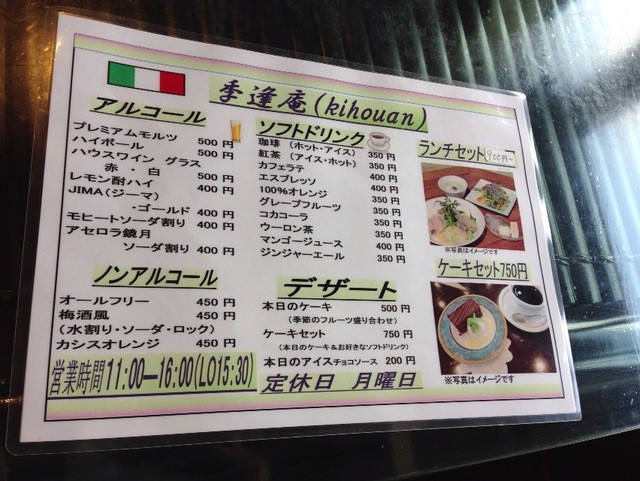 季逢庵(kihouan)
アルコール
プレミアムモルツ 500 円
ハイボール 500 円
ハウスワイン グラス
赤・白 500 円
レモン酎ハイ 400 円
JIMA(ジーマ)
・ゴールド 400 円
モヒートソーダ割り 400 円
アセロラ鏡月
ソーダ割り 400 円
ノンアルコール
オールフリー 450 円
梅酒風 450 円
(水割り・ソーダ・ロック)
カシスオレンジ 450 円
営業時間11:00―16:00(LO15:30)
ソフトドリンク
珈琲 (ホット・アイス) 350 円
紅茶 (アイス・ホット) 350 円
カフェラテ 400 円
エスプレッソ 400 円
100%オレンジ 350 円
グレープフルーツ 350 円
コカコーラ 350 円
ウーロン茶 350 円
マンゴージュース 400 円
ジンジャーエール 350 円
デザート
本日のケーキ 500 円
(季節のフルーツ盛り合わせ)
ケーキセット 750 円
(本日のケーキ&お好きなソフトドリンク)
本日のアイス チョコソース 200 円
定休日 月曜日
ランチセット 900円~
※写真はイメージです
ケーキセット750円
※写真はイメージです